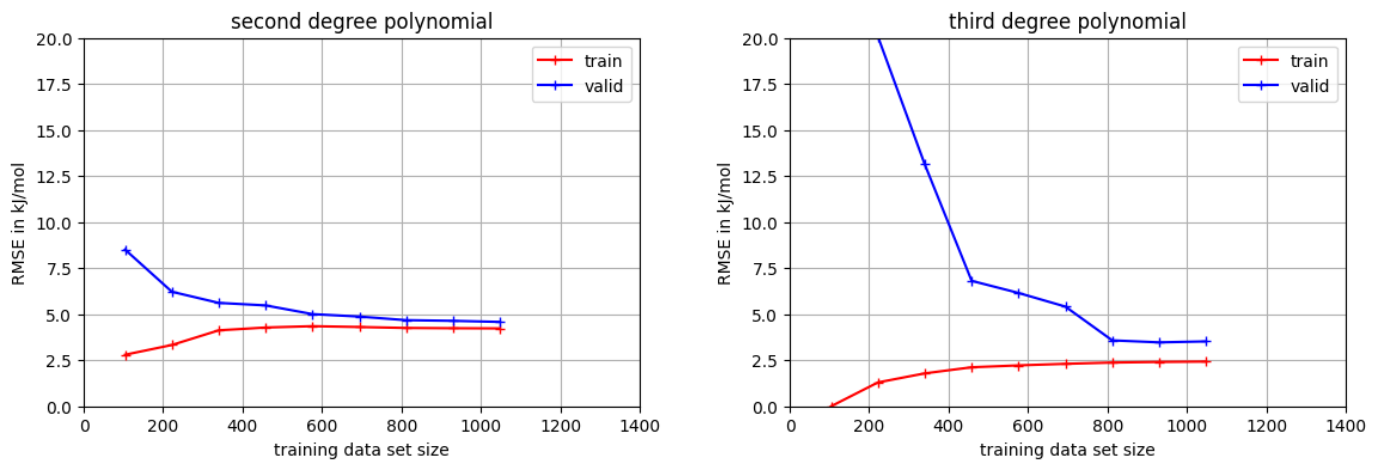 second degree polynomial
20.0
17.5
15.0
12.5
10.0
7.5
5.0
2.5
0.0
RMSE in kJ/mol
train
valid
0 200 400 600 800 1000 1200 1400
training data set size
third degree polynomial
20.0
17.5
15.0
12.5
10.0
7.5
5.0
2.5
0.0
RMSE in kJ/mol
train
valid
0 200 400 600 800 1000 1200 1400
training data set size